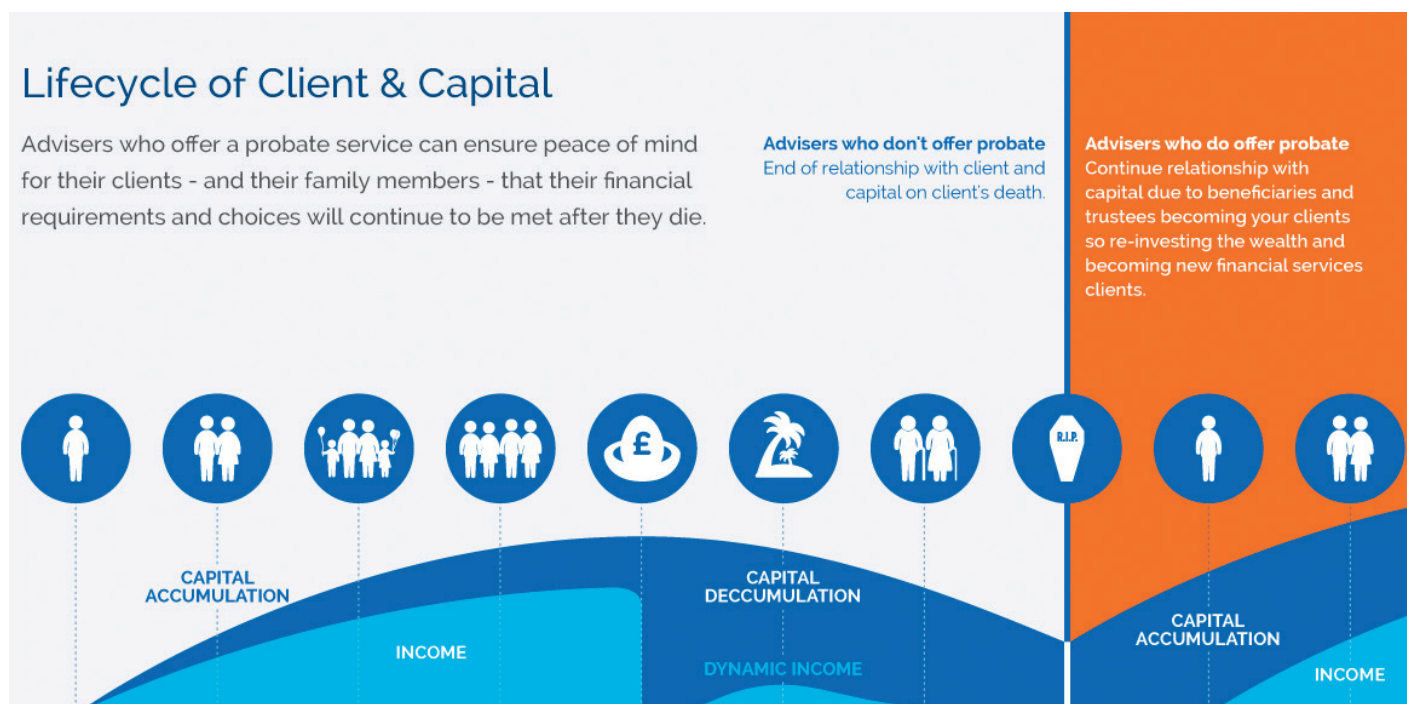 Lifecycle of Client & Capital
Advisers who offer a probate service can ensure peace of mind
for their clients - and their family members - that their financial
requirements and choices will continue to be met after they die.
Advisers who don't offer probate
End of relationship with client and
capital on client's death.
Advisers who do offer probate
Continue relationship with
capital due to beneficiaries and
trustees becoming your clients
so re-investing the wealth and
becoming new financial services
clients.
£
R.I.P.
CAPITAL
ACCUMULATION
INCOME
CAPITAL
DECCUMULATION
DYNAMIC INCOME
CAPITAL
ACCUMULATION
INCOME